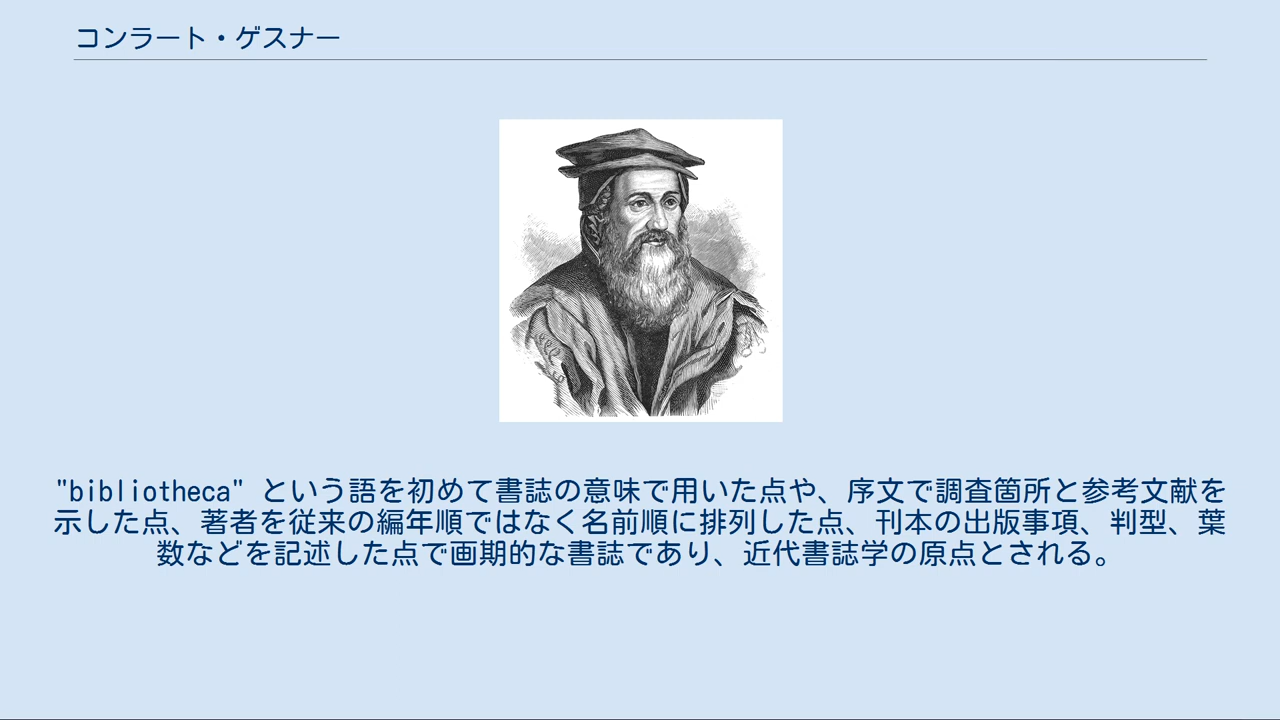 コンラート・ゲスナー
"bibliotheca" という語を初めて書誌の意味で用いた点や、序文で調査箇所と参考文献を
示した点、著者を従来の編年順ではなく名前順に排列した点、刊本の出版事項、判型、葉
数などを記述した点で画期的な書誌であり、近代書誌学の原点とされる。